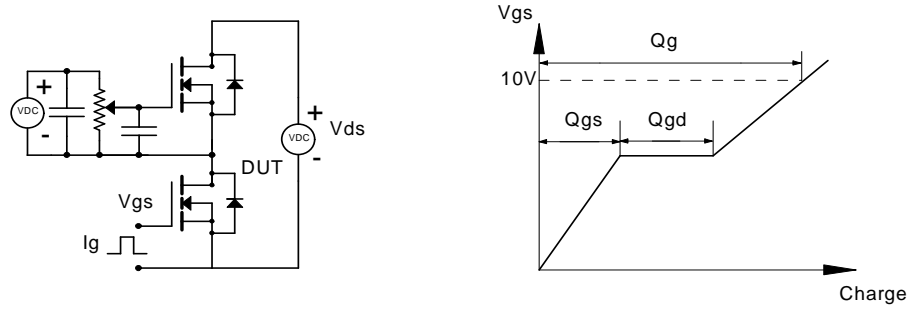 +
VDC
-
Vgs
Ig
DUT
+
VDC
-
Vds
Vgs
Qg
10V
Qgs
Qgd
Charge